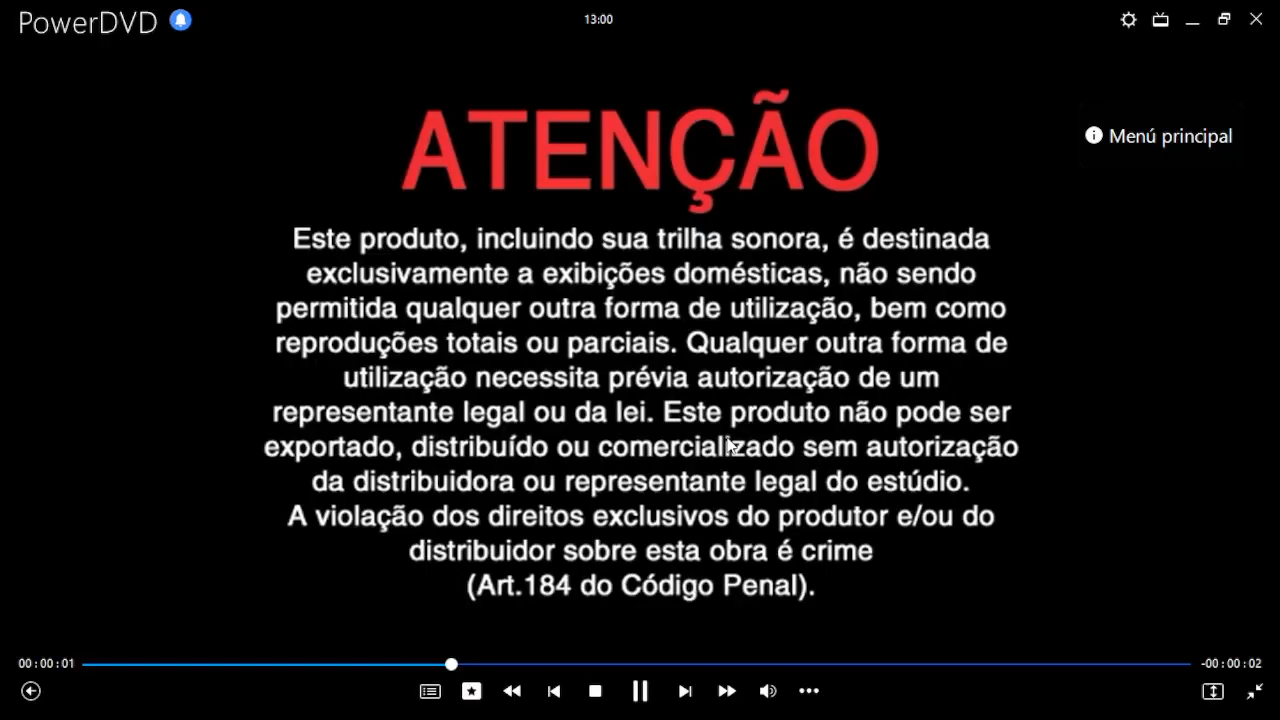 PowerDVD
13:00
Menú principal
ATENÇÃO
Este produto, incluindo sua trilha sonora, é destinada
exclusivamente a exibições domésticas, não sendo
permitida qualquer outra forma de utilização, bem como
reproduções totais ou parciais. Qualquer outra forma de
utilização necessita prévia autorização de um
representante legal ou da lei. Este produto não pode ser
exportado, distribuído ou comercializado sem autorização
da distribuidora ou representante legal do estúdio.
A violação dos direitos exclusivos do produtor e/ou do
distribuidor sobre esta obra é crime
(Art.184 do Código Penal).
00:00:01
-00:00:02